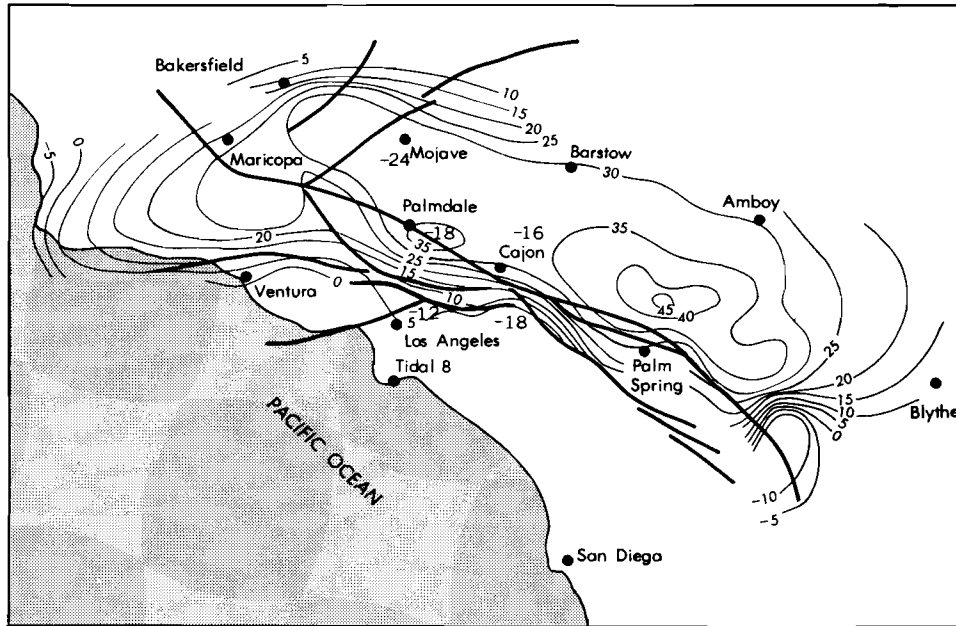 5
Bakersfield
10
15
20
25
0
-5
Maricopa
-24
Mojave
Barstow
30
Amboy
Palmdale
-18
-16
Cajon
35
20
35
25
15
10
0
Ventura
45
40
5
-12
-18
Los Angeles
25
Tidal 8
Palm
Spring
20
15
10
5
0
Blythe
PACIFIC OCEAN
-10
-5
San Diega